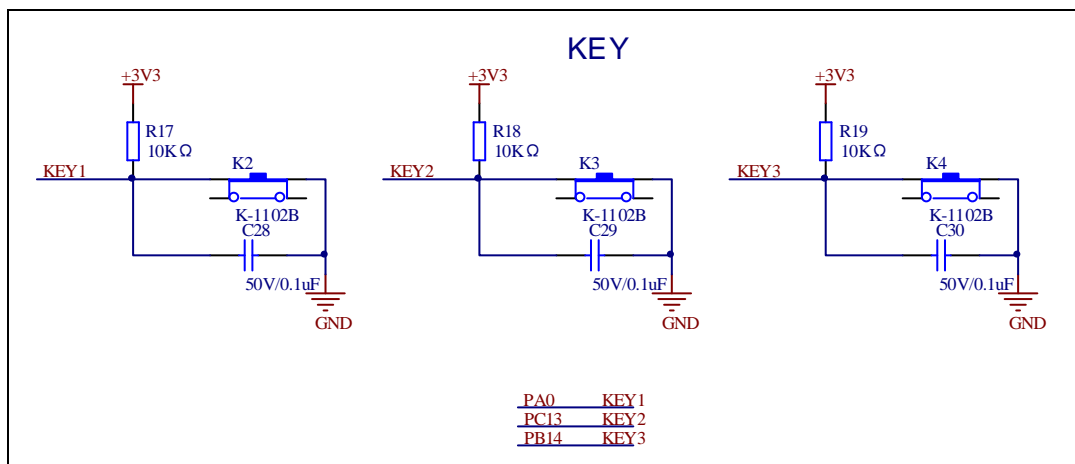 KEY
+3V3 +3V3 +3V3
R17 R18 R19
10KΩ 10KΩ 10KΩ
KEY1 K2 KEY2 K3 KEY3 K4
K-1102B K-1102B K-1102B
C28 C29 C30
50V/0.1uF 50V/0.1uF 50V/0.1uF
GND GND GND
PA0 KEY1
PC13 KEY2
PB14 KEY3